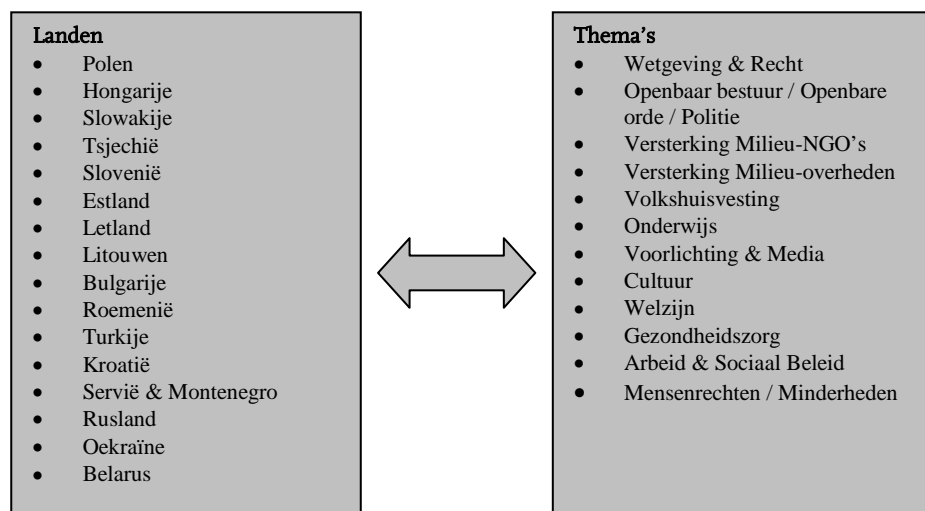 Landen
• Polen
• Hongarije
• Slowakije
• Tsjechië
• Slovenië
• Estland
• Letland
• Litouwen
• Bulgarije
• Roemenië
• Turkije
• Kroatië
• Servië & Montenegro
• Rusland
• Oekraïne
• Belarus
Thema's
• Wetgeving & Recht
• Openbaar bestuur / Openbare
orde / Politie
• Versterking Milieu-NGO's
• Versterking Milieu-overheden
• Volkshuisvesting
• Onderwijs
• Voorlichting & Media
• Cultuur
• Welzijn
• Gezondheidszorg
• Arbeid & Sociaal Beleid
• Mensenrechten / Minderheden